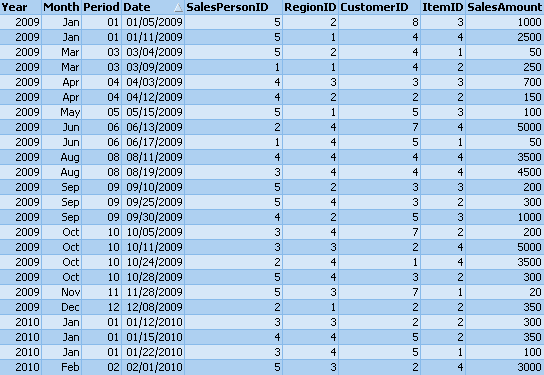 Year Month Period Date SalesPersonID RegionID CustomerID ItemID SalesAmount
2009 Jan 01 01/05/2009 5 2 8 3 1000
2009 Jan 01 01/11/2009 5 1 4 4 2500
2009 Mar 03 03/04/2009 5 2 4 1 50
2009 Mar 03 03/09/2009 1 1 4 2 250
2009 Apr 04 04/03/2009 4 3 3 3 700
2009 Apr 04 04/12/2009 4 2 2 2 150
2009 May 05 05/15/2009 5 1 5 3 100
2009 Jun 06 06/13/2009 2 4 7 4 5000
2009 Jun 06 06/17/2009 1 4 5 1 50
2009 Aug 08 08/11/2009 4 4 4 4 3500
2009 Aug 08 08/19/2009 3 4 4 4 4500
2009 Sep 09 09/10/2009 5 2 3 3 200
2009 Sep 09 09/25/2009 5 4 3 2 300
2009 Sep 09 09/30/2009 4 2 5 3 1000
2009 Oct 10 10/05/2009 3 4 7 2 200
2009 Oct 10 10/11/2009 3 3 2 4 5000
2009 Oct 10 10/24/2009 2 4 1 4 3500
2009 Oct 10 10/28/2009 5 4 3 2 300
2009 Nov 11 11/28/2009 5 3 7 1 20
2009 Dec 12 12/08/2009 2 1 2 2 350
2010 Jan 01 01/12/2010 3 3 2 2 300
2010 Jan 01 01/15/2010 4 4 5 2 350
2010 Jan 01 01/22/2010 3 4 5 1 100
2010 Feb 02 02/01/2010 5 3 2 4 3000